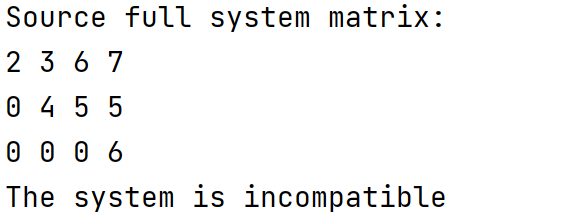 Source full system matrix:
2 3 6 7
0 4 5 5
0 0 0 6
The system is incompatible